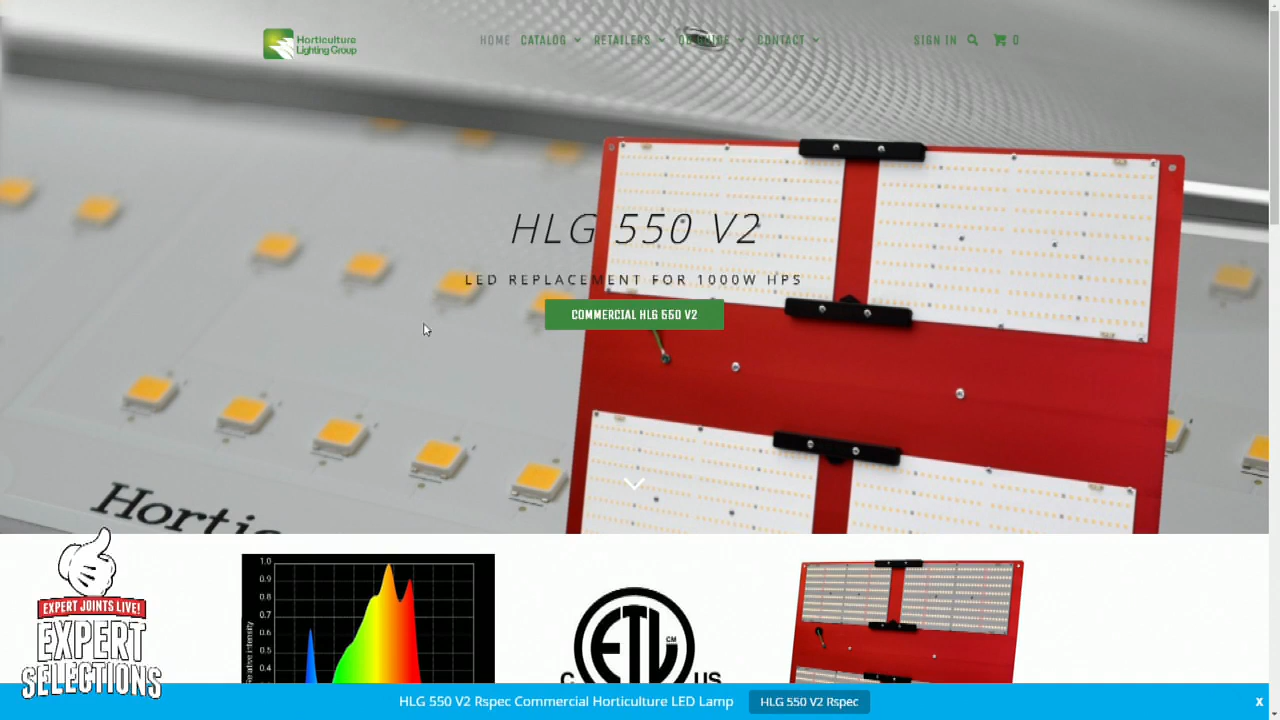 Horticulture
Lighting Group
HOME CATALOG RETAILERS CONTACT
SIGN IN 0
HLG 550 V2
LED REPLACEMENT FOR 1000W HPS
COMMERCIAL HLG 550 V2
Hortic
1.0
0.9
0.8
0.7
0.6
0.5
0.4
Relative intensity
ETL
CM
C US
EXPERT JOINTS LIVE!
EXPERT
SELECTIONS
HLG 550 V2 Rspec Commercial Horticulture LED Lamp HLG 550 V2 Rspec X